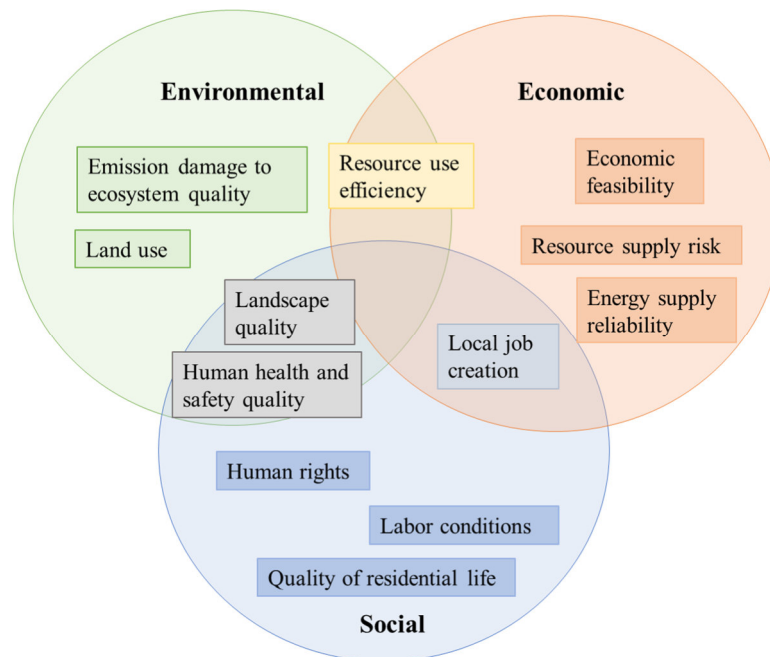 Environmental
Economic
Emission damage to
ecosystem quality
Resource use
efficiency
Economic
feasibility
Land use
Resource supply risk
Landscape
quality
Energy supply
reliability
Human health and
safety quality
Local job
creation
Human rights
Labor conditions
Quality of residential life
Social